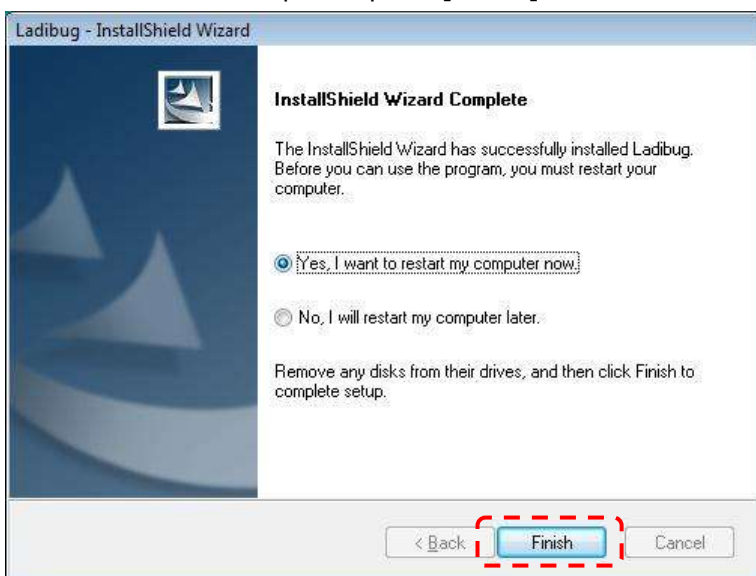 Ladibug - InstallShield Wizard
InstallShield Wizard Complete
The InstallShield Wizard has successfully installed Ladibug.
Before you can use the program, you must restart your
computer.
Yes, I want to restart my computer now.
No, I will restart my computer later.
Remove any disks from their drives, and then click Finish to
complete setup.
< Back Finish Cancel